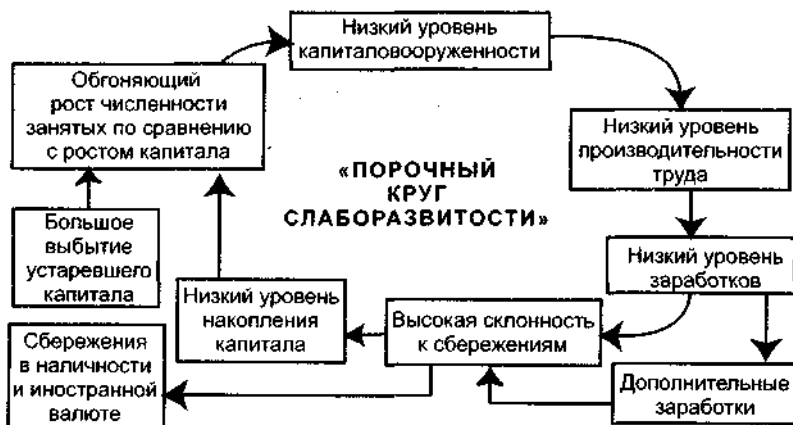 Низкий уровень
капиталовооруженности
Обгоняющий
рост численности
занятых по сравнению
с ростом капитала
Низкий уровень
производительности
труда
«ПОРОЧНЫЙ
КРУГ
СЛАБОРАЗВИТОСТИ»
Большое
выбытие
устаревшего
капитала
Низкий уровень
заработков
Низкий уровень
накопления
капитала
Высокая склонность
к сбережениям
Сбережения
в наличности
и иностранной
валюте
Дополнительные
заработки